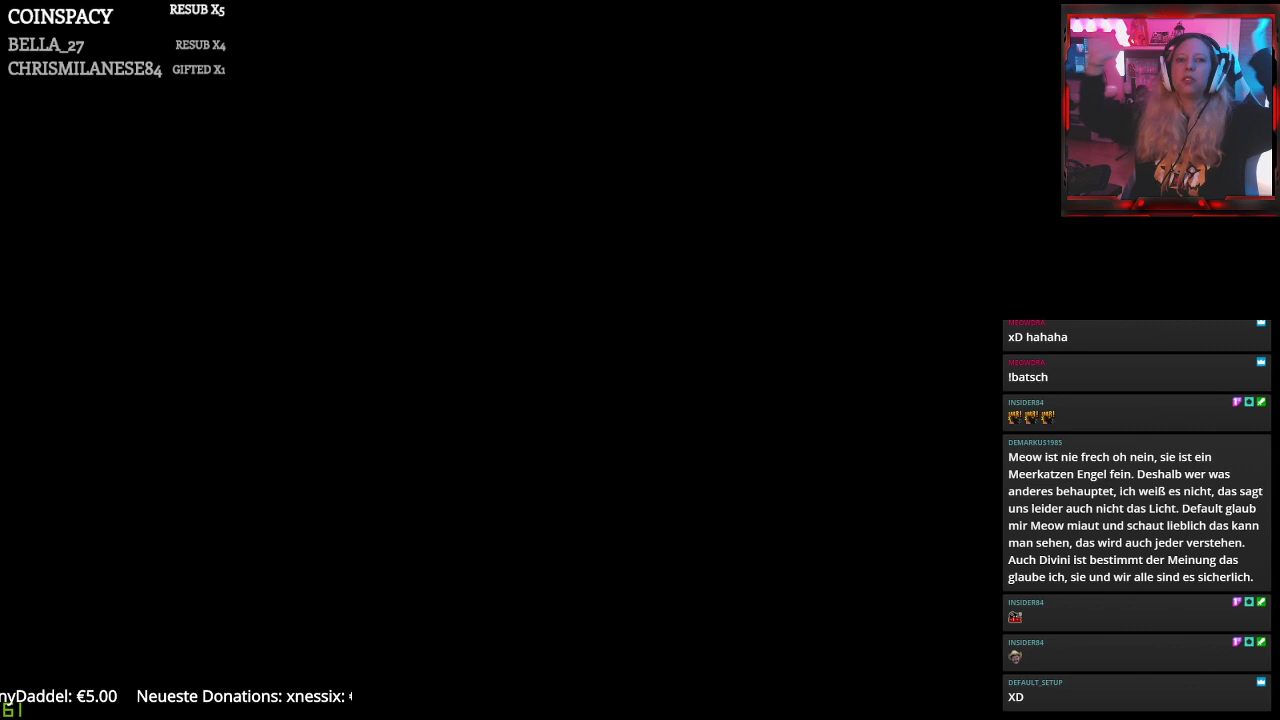 COINSPACY RESUB X5
BELLA_27 RESUB X4
CHRISMILANESE84 GIFTED X1
MEOWDRA
xD hahaha
MEOWDRA
!batsch
INSIDER84
DEMARKUS1985
Meow ist nie frech oh nein, sie ist ein
Meerkatzen Engel fein. Deshalb wer was
anderes behauptet, ich weiß es nicht, das sagt
uns leider auch nicht das Licht. Default glaub
mir Meow miaut und schaut lieblich das kann
man sehen, das wird auch jeder verstehen.
Auch Divini ist bestimmt der Meinung das
glaube ich, sie und wir alle sind es sicherlich.
INSIDER84
INSIDER84
DEFAULT_SETUP
XD
nyDaddel: €5.00 Neueste Donations: xnessix:
61